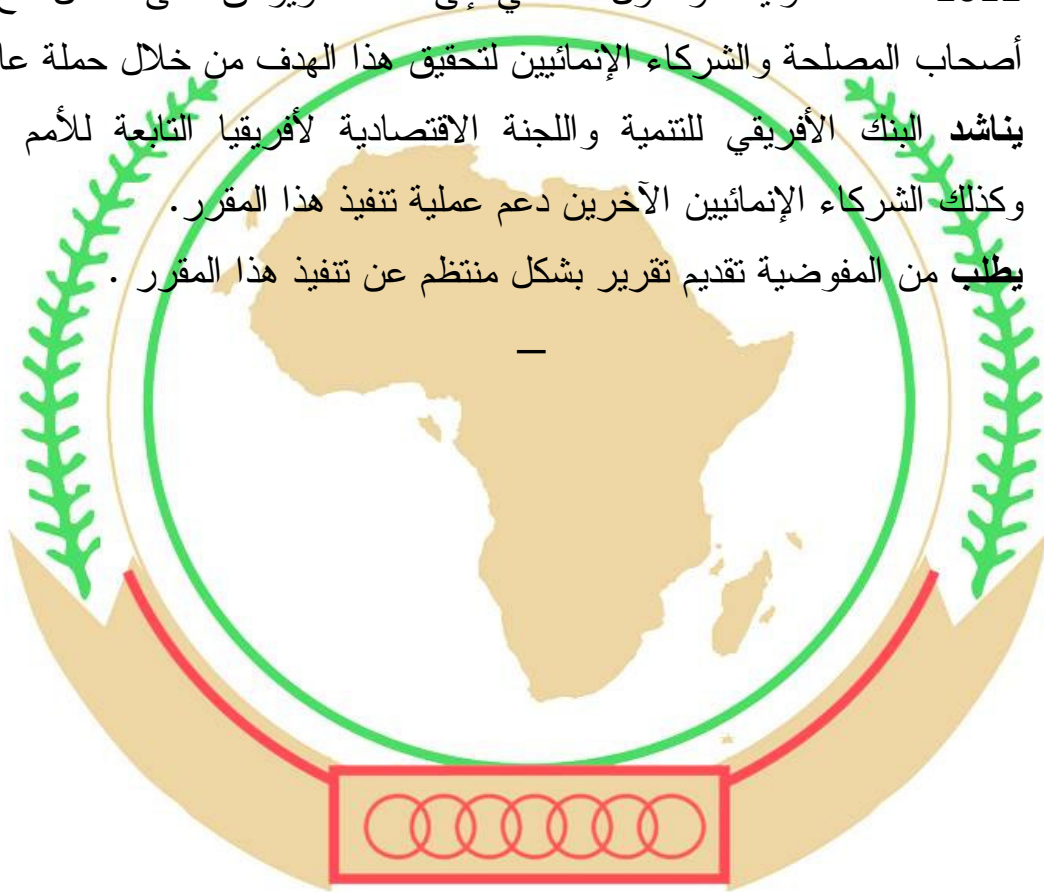 أصحاب المصلحة والشركاء الإنمائيين لتحقيق هذا الهدف من خلال حملة
يناشد البنك الأفريقي للتنمية واللجنة الاقتصادية لأفريقيا التابعة للأمم
وكذلك الشركاء الإنمائيين الآخرين دعم عملية تنفيذ هذا المقرر.
يطلب من المفوضية تقديم تقرير بشكل منتظم عن تنفيذ هذا المقرر .
_